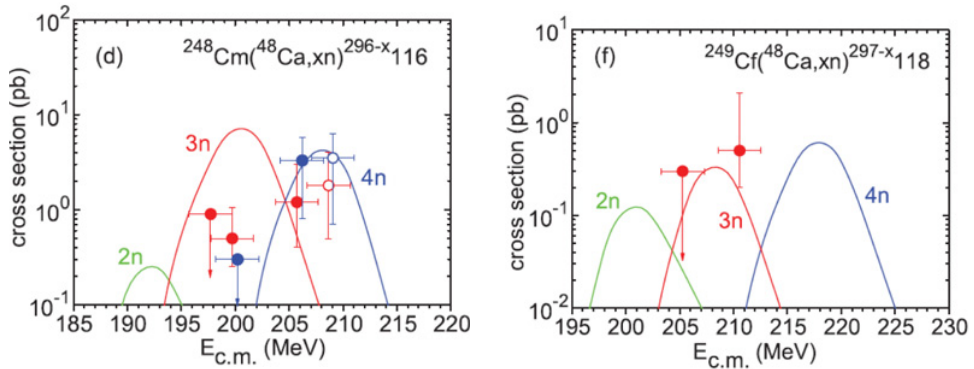 (d)
²⁴⁸Cm(⁴⁸Ca,xn)²⁹⁶⁻ˣ116
cross section (pb)
10²
10¹
10⁰
10⁻¹
2n
3n
4n
185 190 195 200 205 210 215 220
E_c.m. (MeV)
(f)
²⁴⁹Cf(⁴⁸Ca,xn)²⁹⁷⁻ˣ118
cross section (pb)
10¹
10⁰
10⁻¹
10⁻²
2n
3n
4n
195 200 205 210 215 220 225 230
E_c.m. (MeV)